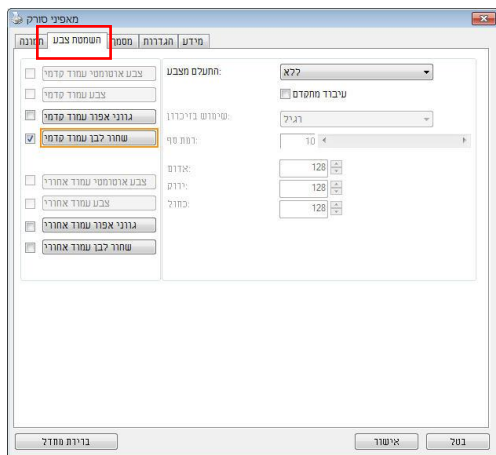 מאפיני סורק
תמונה השמטת צבע מסמך הגדרות מידע
צבע אוטומטי עמוד קדמי
צבע עמוד קדמי
גווני אפור עמוד קדמי
שחור לבן עמוד קדמי
צבע אוטומטי עמוד אחורי
צבע עמוד אחורי
גווני אפור עמוד אחורי
שחור לבן עמוד אחורי
התעלם מצבע:
ללא
עיבוד מתקדם
שימוש בזיכרון:
רגיל
רמת סף:
10
אדום:
128
ירוק:
128
כחול:
128
ברירת מחדל
אישור
בטל